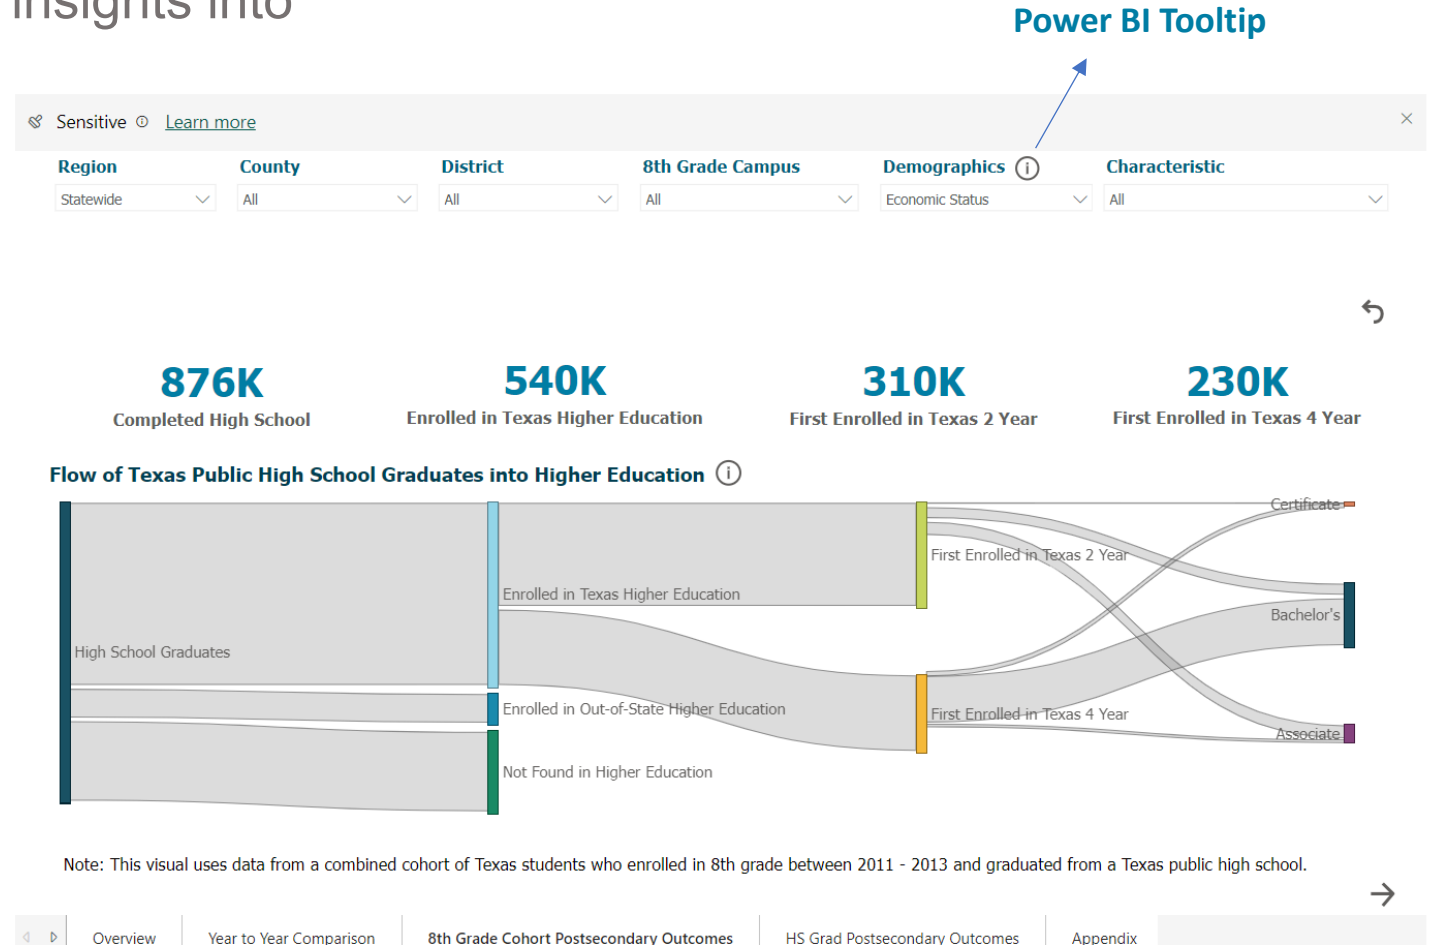 insights into
Power BI Tooltip
Sensitive Learn more
Region County District 8th Grade Campus Demographics Characteristic
Statewide All All All Economic Status All
876K 540K 310K 230K
Completed High School Enrolled in Texas Higher Education First Enrolled in Texas 2 Year First Enrolled in Texas 4 Year
Flow of Texas Public High School Graduates into Higher Education
Certificate
First Enrolled in Texas 2 Year
Enrolled in Texas Higher Education
Bachelor's
High School Graduates
Enrolled in Out-of-State Higher Education
First Enrolled in Texas 4 Year
Associate
Not Found in Higher Education
Note: This visual uses data from a combined cohort of Texas students who enrolled in 8th grade between 2011 - 2013 and graduated from a Texas public high school.
Overview Year to Year Comparison 8th Grade Cohort Postsecondary Outcomes HS Grad Postsecondary Outcomes Appendix